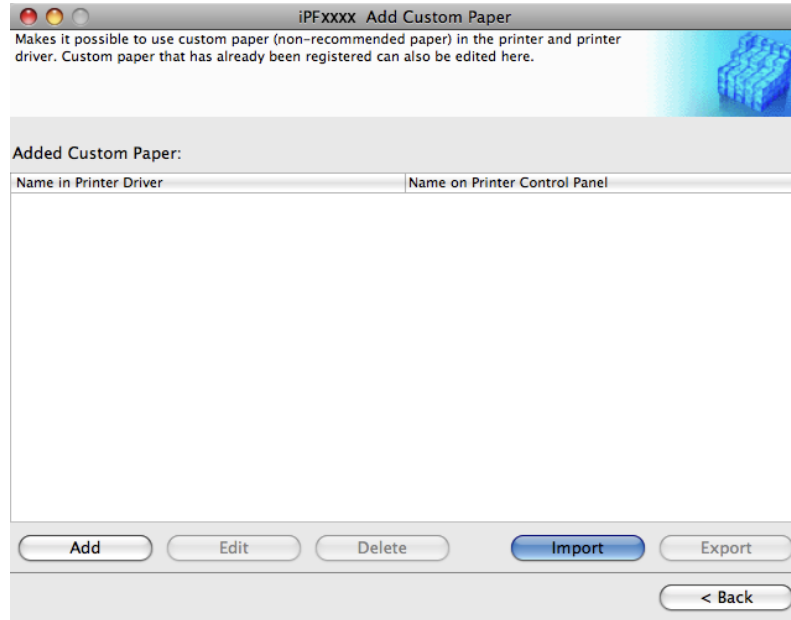 iPFxxxx Add Custom Paper
Makes it possible to use custom paper (non-recommended paper) in the printer and printer
driver. Custom paper that has already been registered can also be edited here.
Added Custom Paper:
Name in Printer Driver Name on Printer Control Panel
Add Edit Delete Import Export
< Back